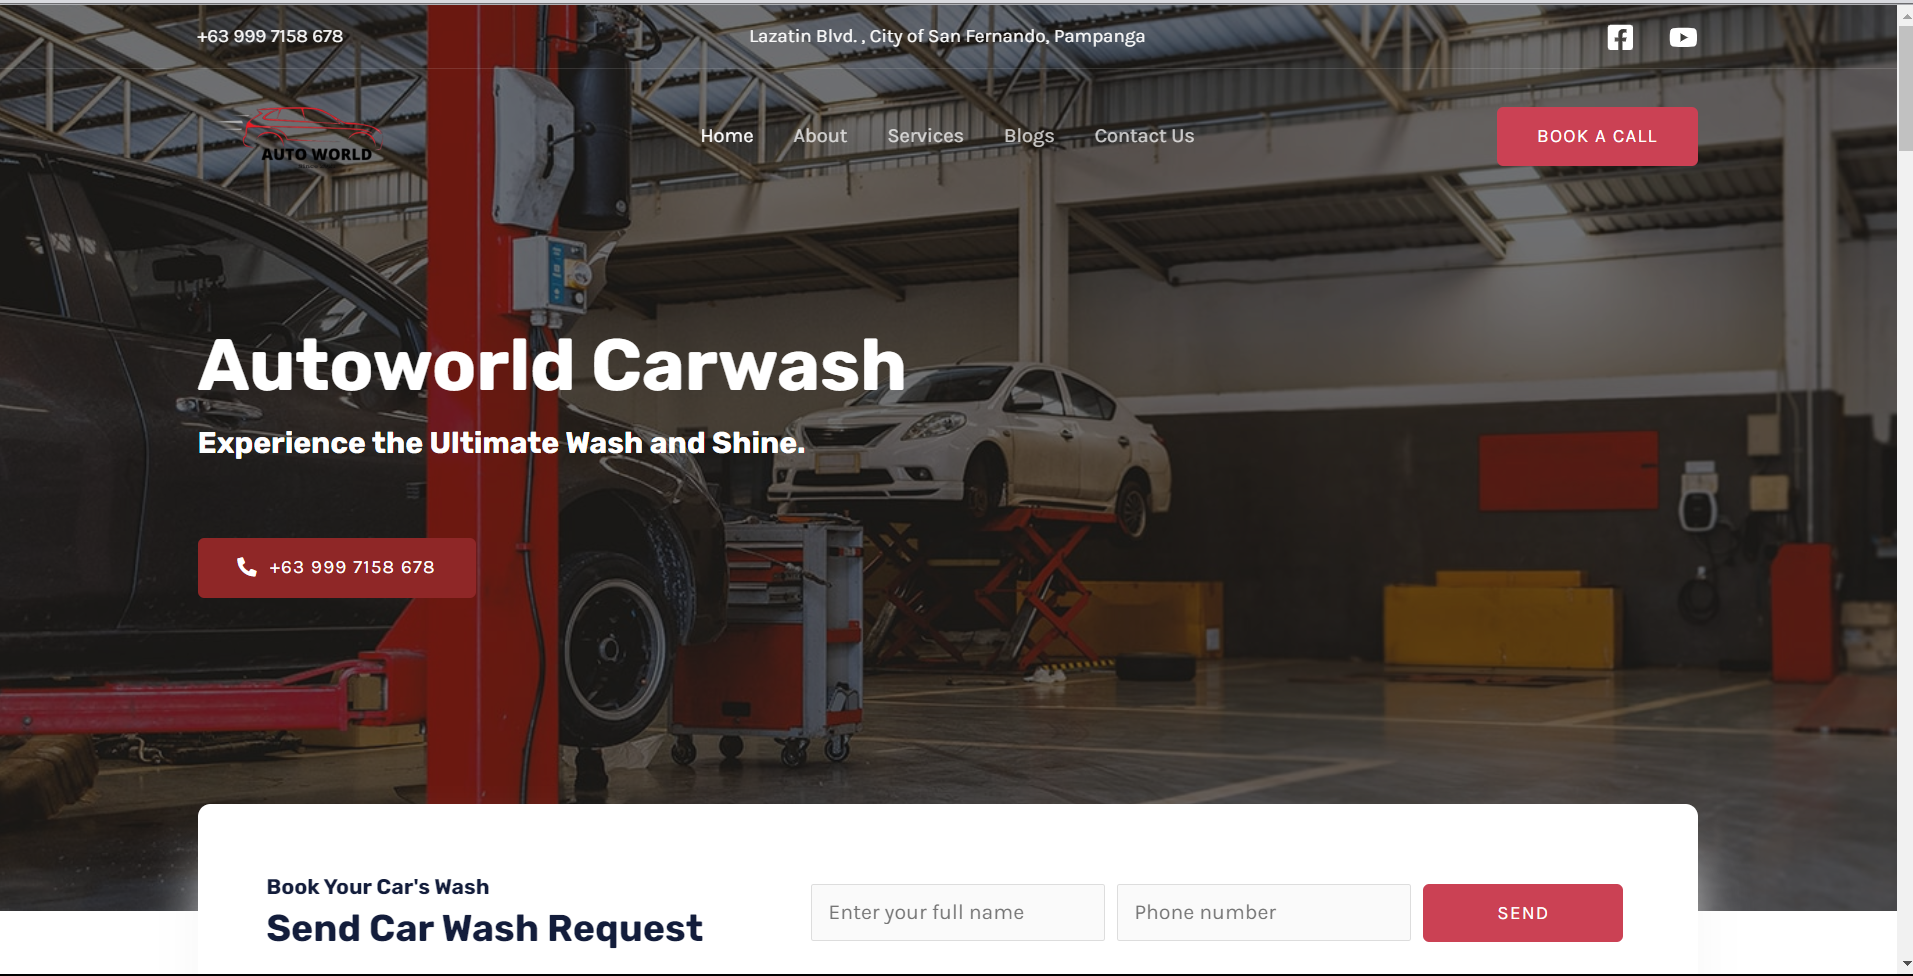 +63 999 7158 678
Lazatin Blvd. , City of San Fernando, Pampanga
AUTO WORLD
Home
About
Services
Blogs
Contact Us
BOOK A CALL
Autoworld Carwash
Experience the Ultimate Wash and Shine.
+63 999 7158 678
Book Your Car's Wash
Send Car Wash Request
Enter your full name
Phone number
SEND